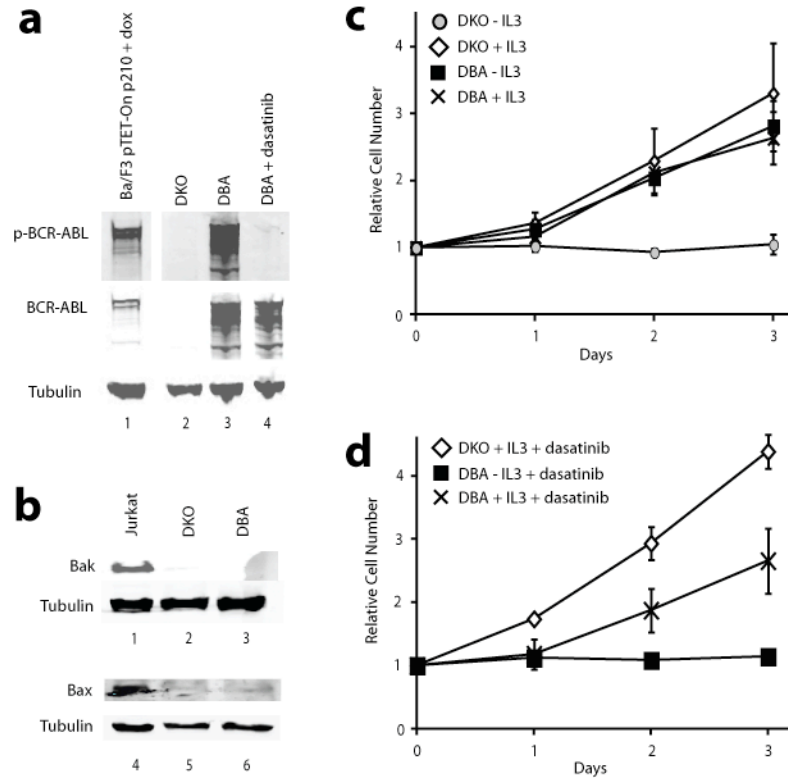 a
Ba/F3 pTET-On p210 + dox
DKO
DBA
DBA + dasatinib
p-BCR-ABL
BCR-ABL
Tubulin
1 2 3 4
b
Jurkat
DKO
DBA
Bak
Tubulin
1 2 3
Bax
Tubulin
4 5 6
c
DKO - IL3
DKO + IL3
DBA - IL3
DBA + IL3
Relative Cell Number
4
3
2
1
0
0 1 2 3
Days
d
DKO + IL3 + dasatinib
DBA - IL3 + dasatinib
DBA + IL3 + dasatinib
Relative Cell Number
4
3
2
1
0
0 1 2 3
Days